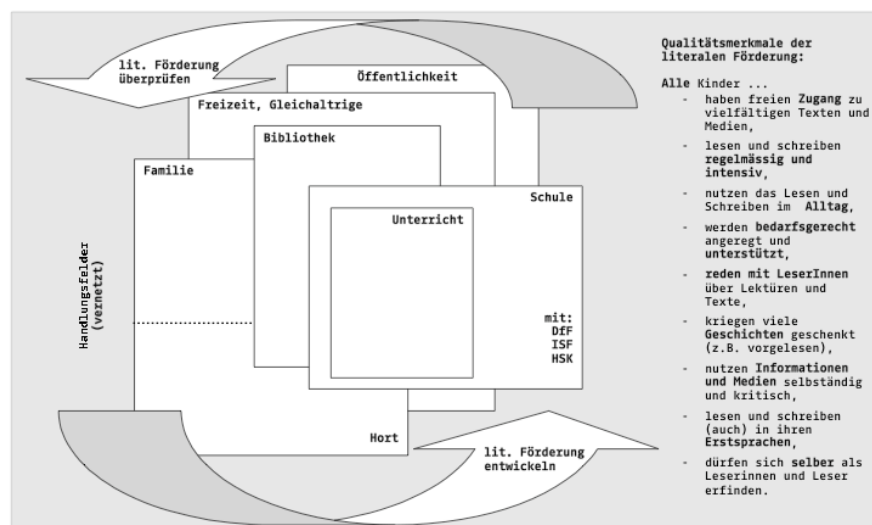 lit. Förderung
überprüfen
Öffentlichkeit
Freizeit, Gleichaltrige
Bibliothek
Familie
Schule
Unterricht
Handlungsfelder
(vernetzt)
mit:
DfF
ISF
HSK
Hort
lit. Förderung
entwickeln
Qualitätsmerkmale der
literalen Förderung:
Alle Kinder ...
- haben freien Zugang zu
vielfältigen Texten und
Medien,
- lesen und schreiben
regelmässig und
intensiv,
- nutzen das Lesen und
Schreiben im Alltag,
- werden bedarfsgerecht
angeregt und
unterstützt,
- reden mit LeserInnen
über Lektüren und
Texte,
- kriegen viele
Geschichten geschenkt
(z.B. vorgelesen),
- nutzen Informationen
und Medien selbständig
und kritisch,
- lesen und schreiben
(auch) in ihren
Erstsprachen,
- dürfen sich selber als
Leserinnen und Leser
erfinden.